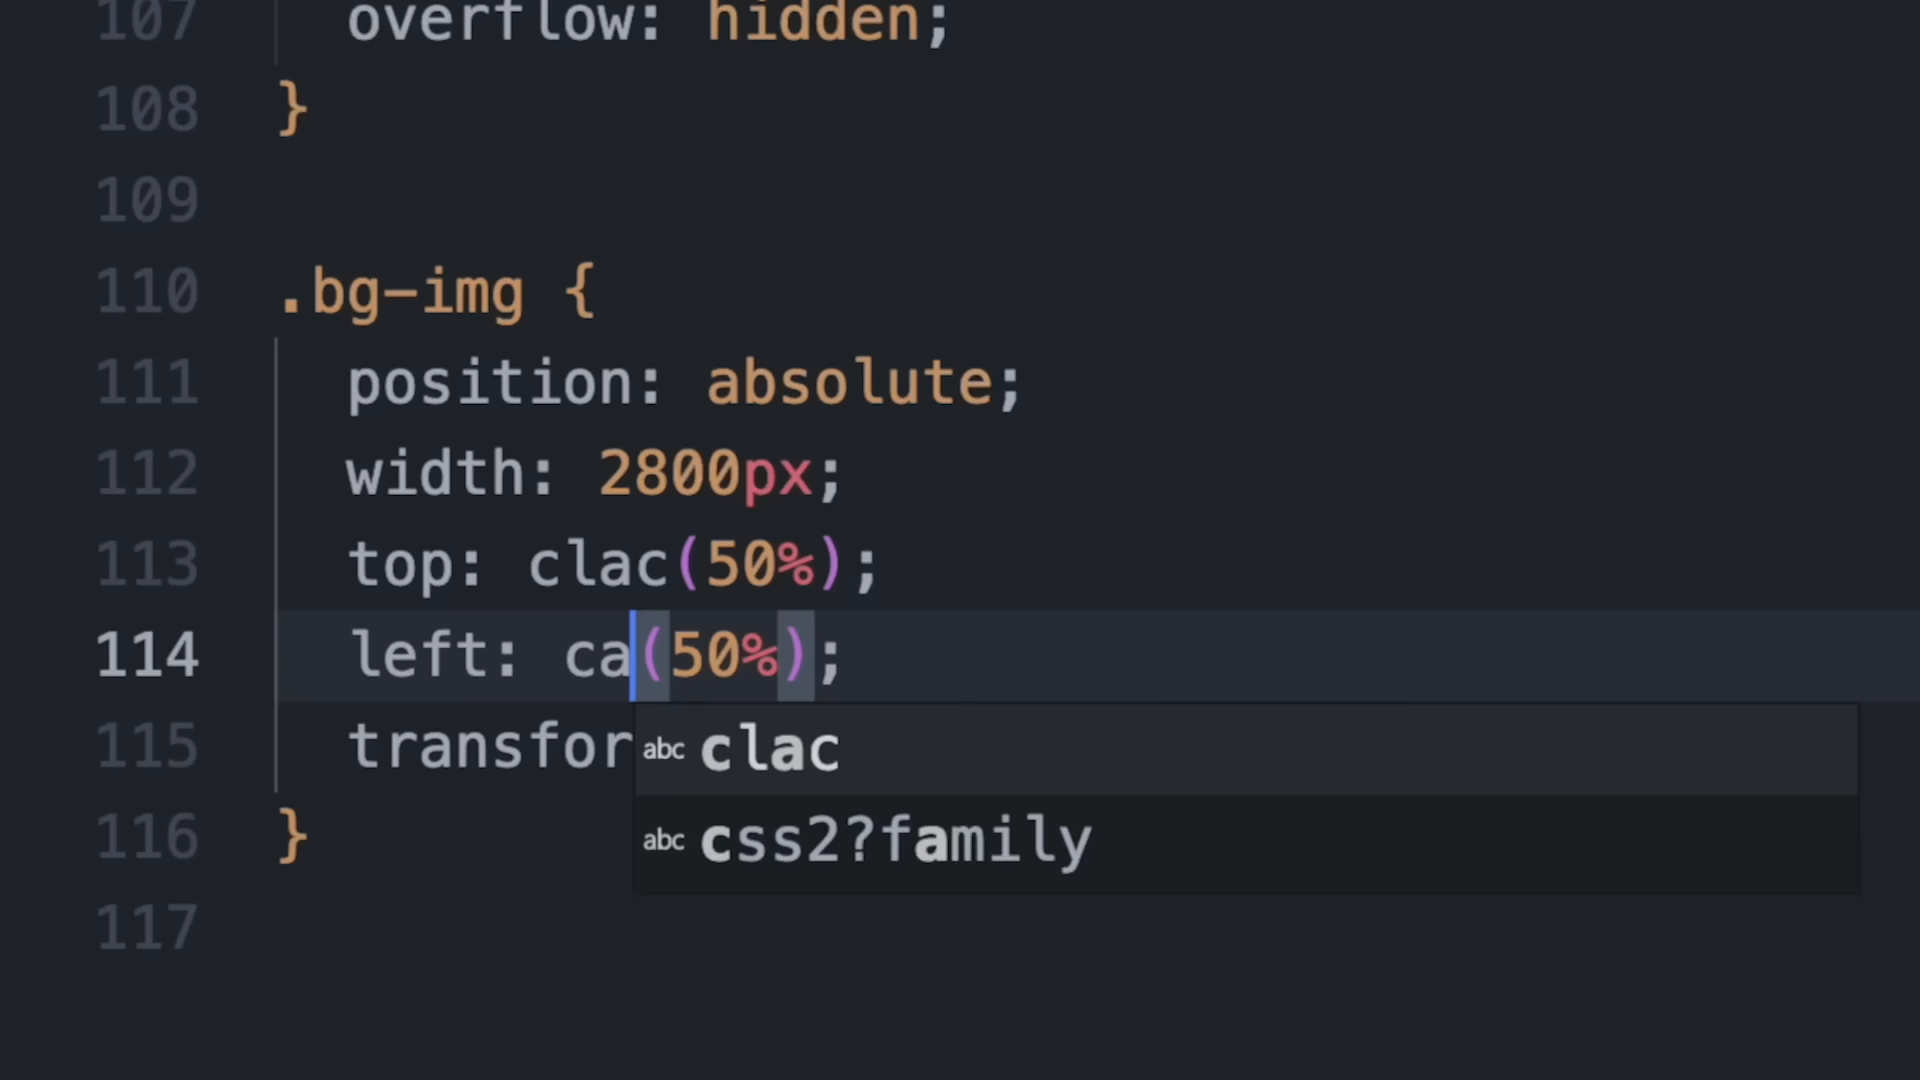 107 overflow: hidden;
108 }
109
110 .bg-img {
111 position: absolute;
112 width: 2800px;
113 top: clac(50%);
114 left: ca(50%);
115 transfor
abc clac
116 }
abc css2?family
117